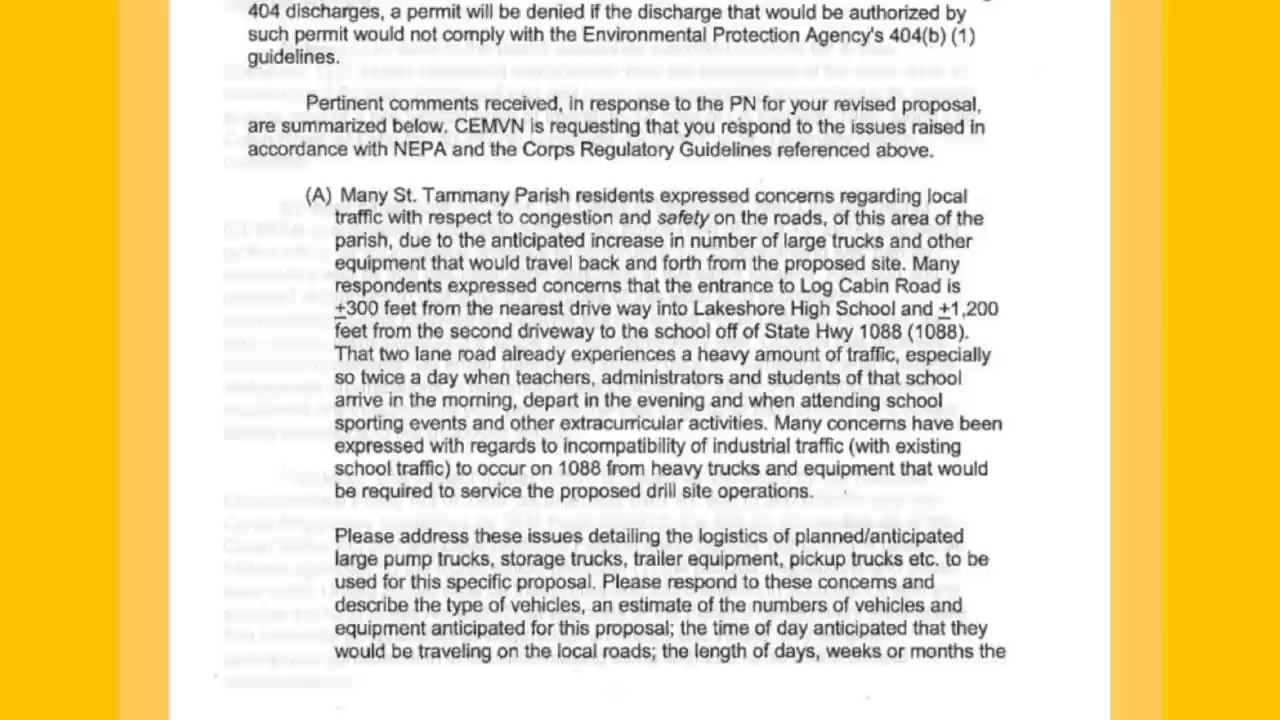 404 discharges, a permit will be denied if the discharge that would be authorized by
such permit would not comply with the Environmental Protection Agency's 404(b) (1)
guidelines.
Pertinent comments received, in response to the PN for your revised proposal,
are summarized below. CEMVN is requesting that you respond to the issues raised in
accordance with NEPA and the Corps Regulatory Guidelines referenced above.
(A) Many St. Tammany Parish residents expressed concerns regarding local
traffic with respect to congestion and safety on the roads, of this area of the
parish, due to the anticipated increase in number of large trucks and other
equipment that would travel back and forth from the proposed site. Many
respondents expressed concerns that the entrance to Log Cabin Road is
±300 feet from the nearest drive way into Lakeshore High School and ±1,200
feet from the second driveway to the school off of State Hwy 1088 (1088).
That two lane road already experiences a heavy amount of traffic, especially
so twice a day when teachers, administrators and students of that school
arrive in the morning, depart in the evening and when attending school
sporting events and other extracurricular activities. Many concerns have been
expressed with regards to incompatibility of industrial traffic (with existing
school traffic) to occur on 1088 from heavy trucks and equipment that would
be required to service the proposed drill site operations.
Please address these issues detailing the logistics of planned/anticipated
large pump trucks, storage trucks, trailer equipment, pickup trucks etc. to be
used for this specific proposal. Please respond to these concerns and
describe the type of vehicles, an estimate of the numbers of vehicles and
equipment anticipated for this proposal; the time of day anticipated that they
would be traveling on the local roads; the length of days, weeks or months the